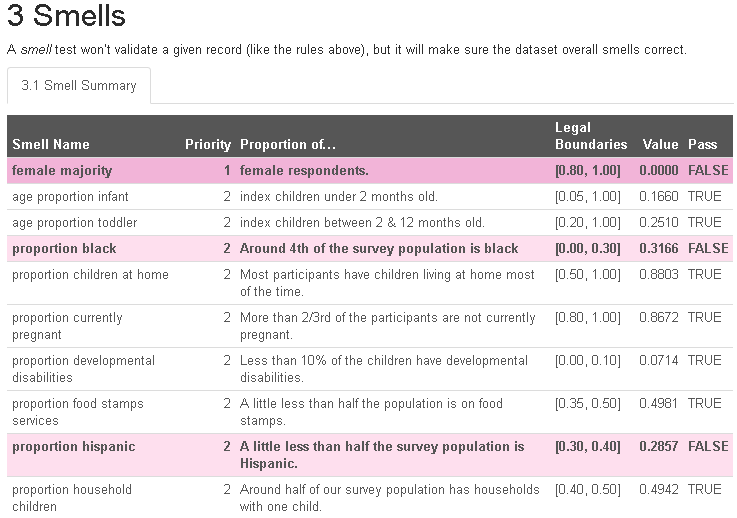 3 Smells
A smell test won't validate a given record (like the rules above), but it will make sure the dataset overall smells correct.
3.1 Smell Summary
Legal
Smell Name Priority Proportion of... Boundaries Value Pass
female majority 1 female respondents. [0.80, 1.00] 0.0000 FALSE
age proportion infant 2 index children under 2 months old. [0.05, 1.00] 0.1660 TRUE
age proportion toddler 2 index children between 2 & 12 months old. [0.20, 1.00] 0.2510 TRUE
proportion black 2 Around 4th of the survey population is black [0.00, 0.30] 0.3166 FALSE
proportion children at home 2 Most participants have children living at home most [0.50, 1.00] 0.8803 TRUE
of the time.
proportion currently 2 More than 2/3rd of the participants are not currently [0.80, 1.00] 0.8672 TRUE
pregnant pregnant.
proportion developmental 2 Less than 10% of the children have developmental [0.00, 0.10] 0.0714 TRUE
disabilities disabilities.
proportion food stamps 2 A little less than half the population is on food [0.35, 0.50] 0.4981 TRUE
services stamps.
proportion hispanic 2 A little less than half the survey population is [0.30, 0.40] 0.2857 FALSE
Hispanic.
proportion household 2 Around half of our survey population has households [0.40, 0.50] 0.4942 TRUE
children with one child.